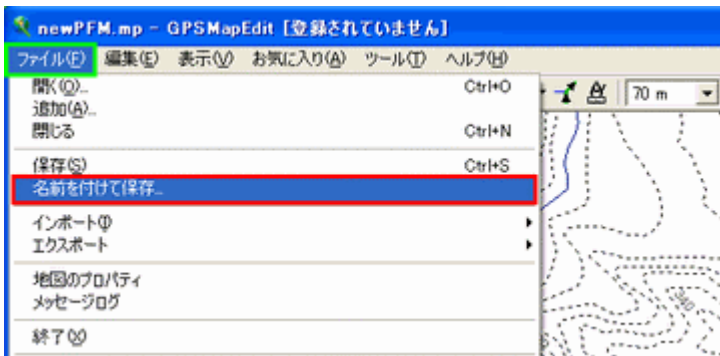 newPFM.mp - GPSMapEdit [登録されていません]
ファイル(F) 編集(E) 表示(V) お気に入り(A) ツール(T) ヘルプ(H)
開く(O)... Ctrl+O
70 m
追加(A)...
閉じる Ctrl+N
保存(S) Ctrl+S
名前を付けて保存...
インポート(I)
エクスポート
地図のプロパティ
340
メッセージログ
終了(X)